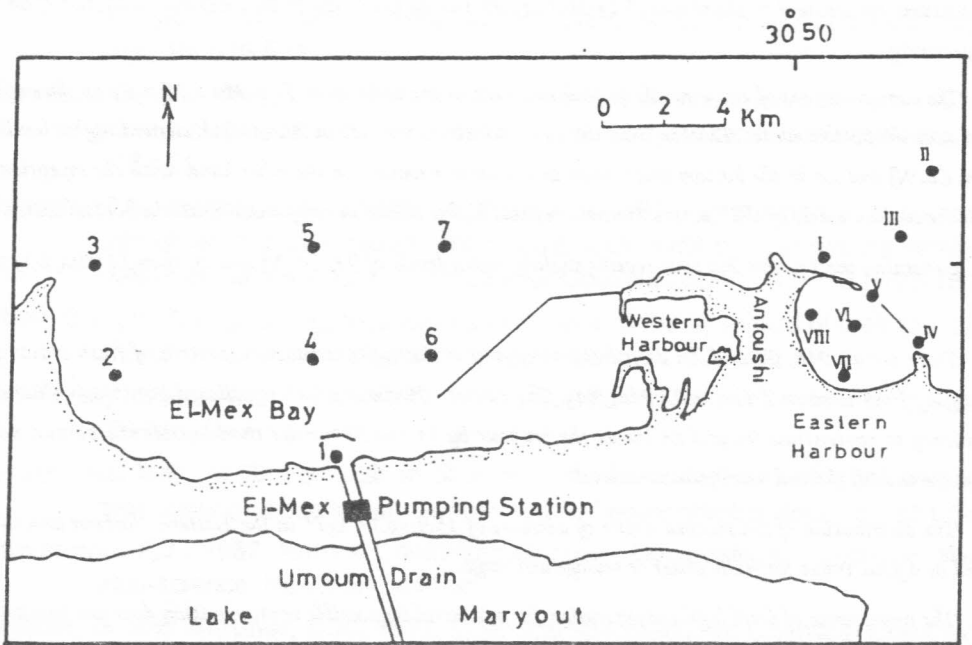 30°50
N
0 2 4 Km
II
III
3
5
7
I
V
Western
Harbour
Anfoushi
VI
VIII
IV
2
4
6
VII
El-Mex Bay
Eastern
Harbour
1
El-Mex Pumping Station
Umoum Drain
Lake Maryout